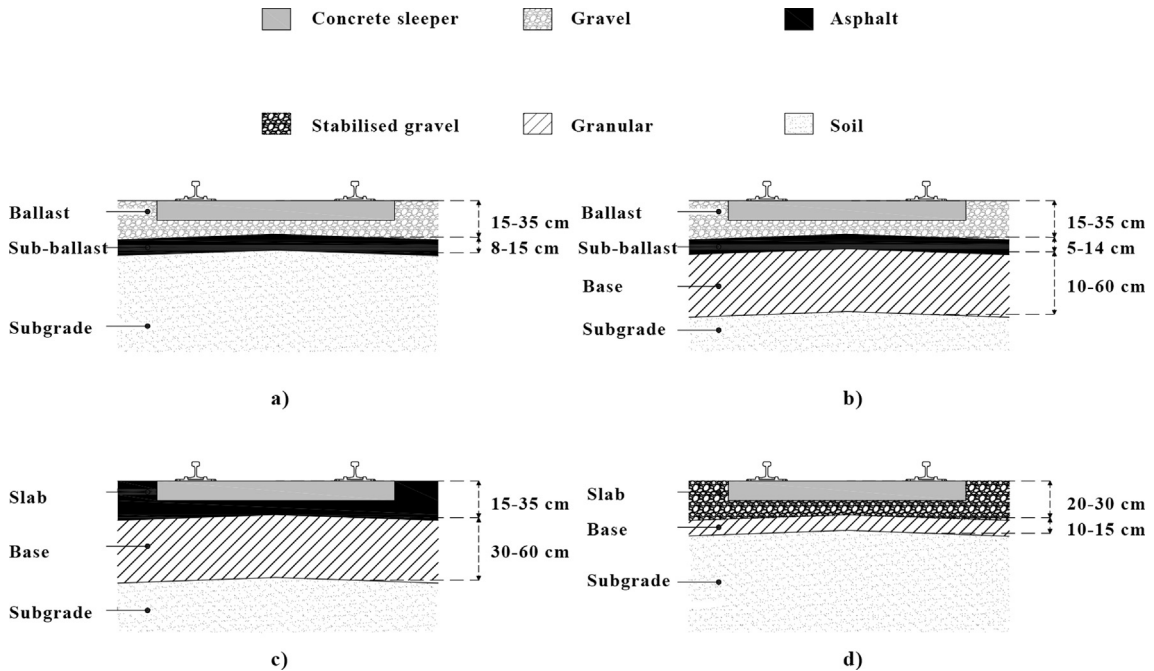 Concrete sleeper
Gravel
Asphalt
Stabilised gravel
Granular
Soil
Ballast
Sub-ballast
Subgrade
15-35 cm
8-15 cm
a)
Ballast
Sub-ballast
Base
Subgrade
15-35 cm
5-14 cm
10-60 cm
b)
Slab
Base
Subgrade
15-35 cm
30-60 cm
c)
Slab
Base
Subgrade
20-30 cm
10-15 cm
d)